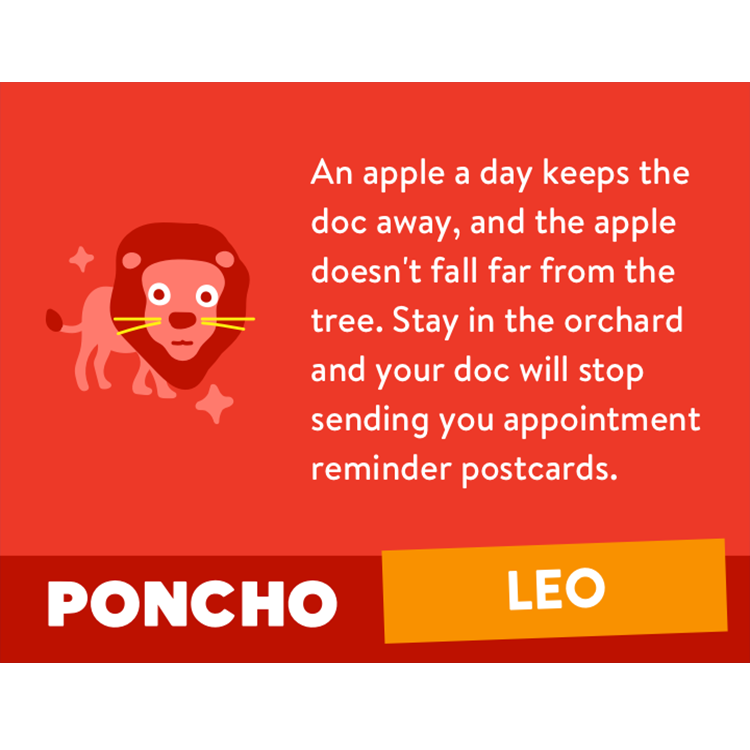 An apple a day keeps the
doc away, and the apple
doesn't fall far from the
tree. Stay in the orchard
and your doc will stop
sending you appointment
reminder postcards.
PONCHO
LEO